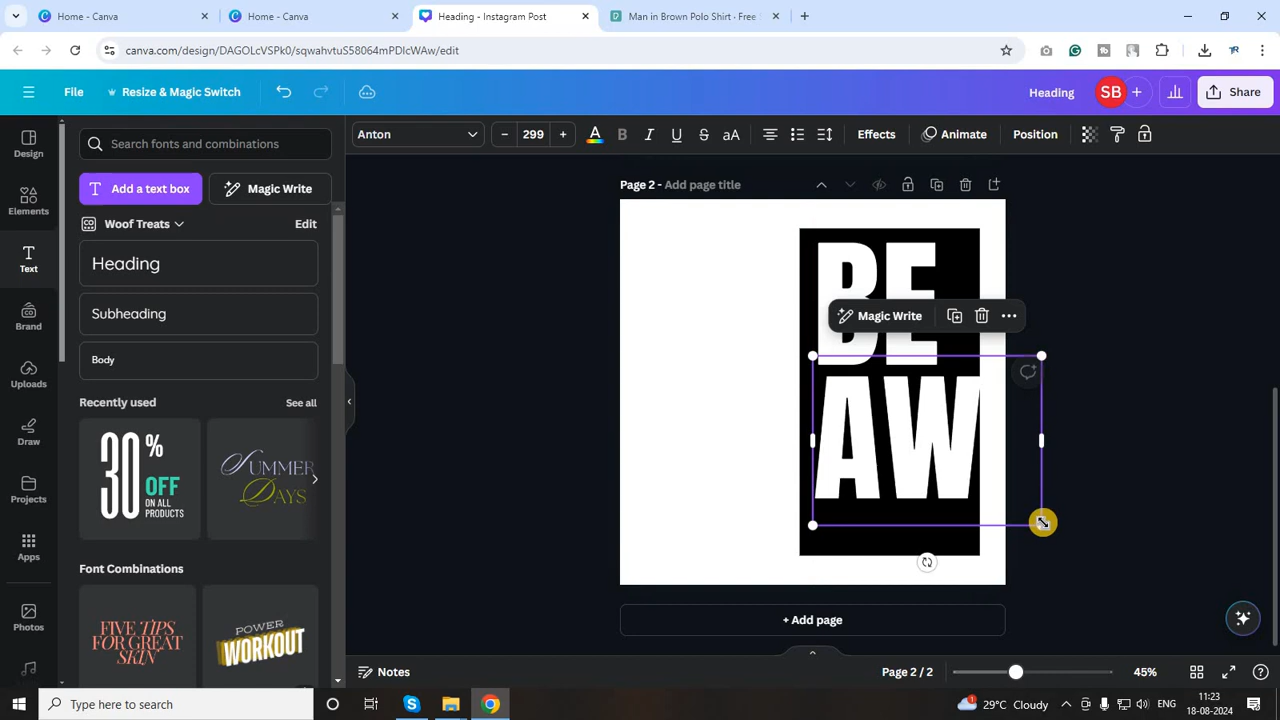 Home - Canva
Home - Canva
Heading - Instagram Post
Man in Brown Polo Shirt · Free S
canva.com/design/DAGOLcVSPk0/sqwahvtuS58064mPDIcWAw/edit
File
Resize & Magic Switch
Heading
SB
Share
Design
Elements
Text
Brand
Uploads
Draw
Projects
Apps
Photos
Search fonts and combinations
Add a text box
Magic Write
Woof Treats
Edit
Heading
Subheading
Body
Recently used
See all
30%
OFF
ON ALL
PRODUCTS
SUMMER
DAYS
Font Combinations
FIVE TIPS
FOR GREAT
SKIN
POWER
WORKOUT
Anton
299
A
B
I
U
S
aA
Effects
Animate
Position
Page 2 - Add page title
BE
Magic Write
AW
+ Add page
Notes
Page 2 / 2
45%
Type here to search
29°C Cloudy
ENG
11:23
18-08-2024